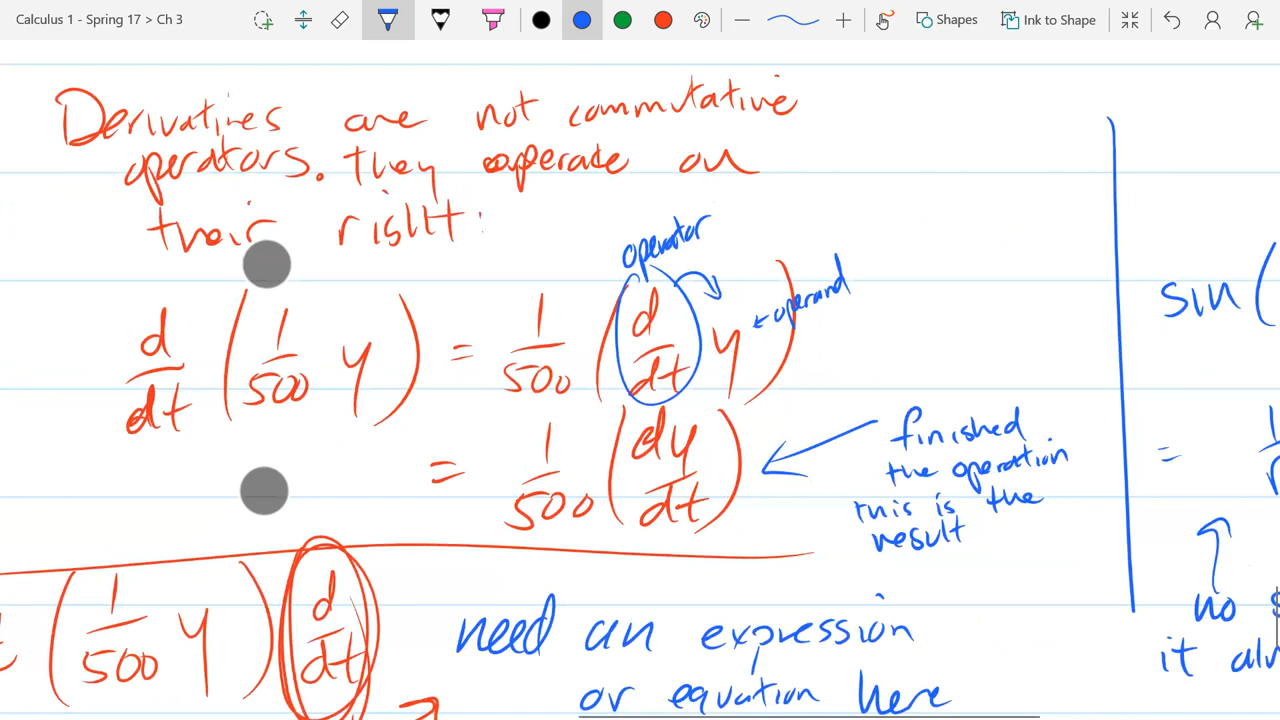 Calculus 1 - Spring 17 > Ch 3
Shapes
Ink to Shape
Derivatives are not commutative
operators. they operate on
their right:
operator
operand
d/dt (1/500 y) = 1/500 (d/dt y)
= 1/500 (dy/dt)
finished
the operation
this is the
result
(1/500 y) d/dt
need an expression
or equation here
sin (
=
no
it